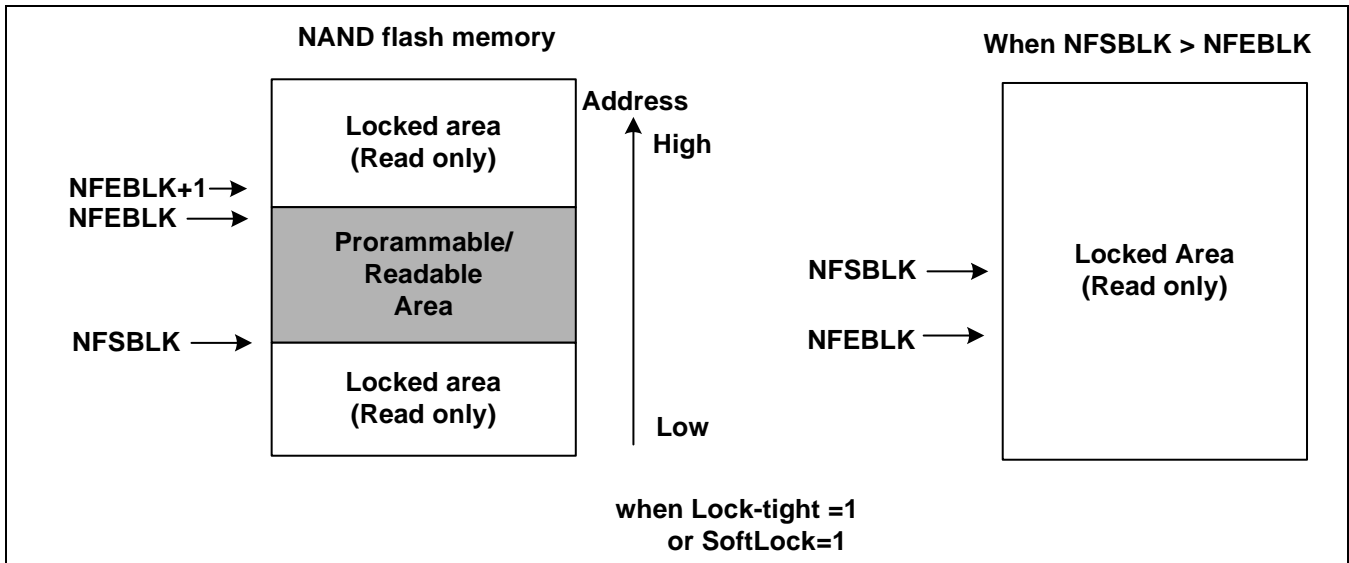 NAND flash memory
Locked area
(Read only)
NFEBLK+1
NFEBLK
Prorammable/
Readable
Area
NFSBLK
Locked area
(Read only)
Address
High
Low
When NFSBLK > NFEBLK
NFSBLK
NFEBLK
Locked Area
(Read only)
when Lock-tight =1
or SoftLock=1